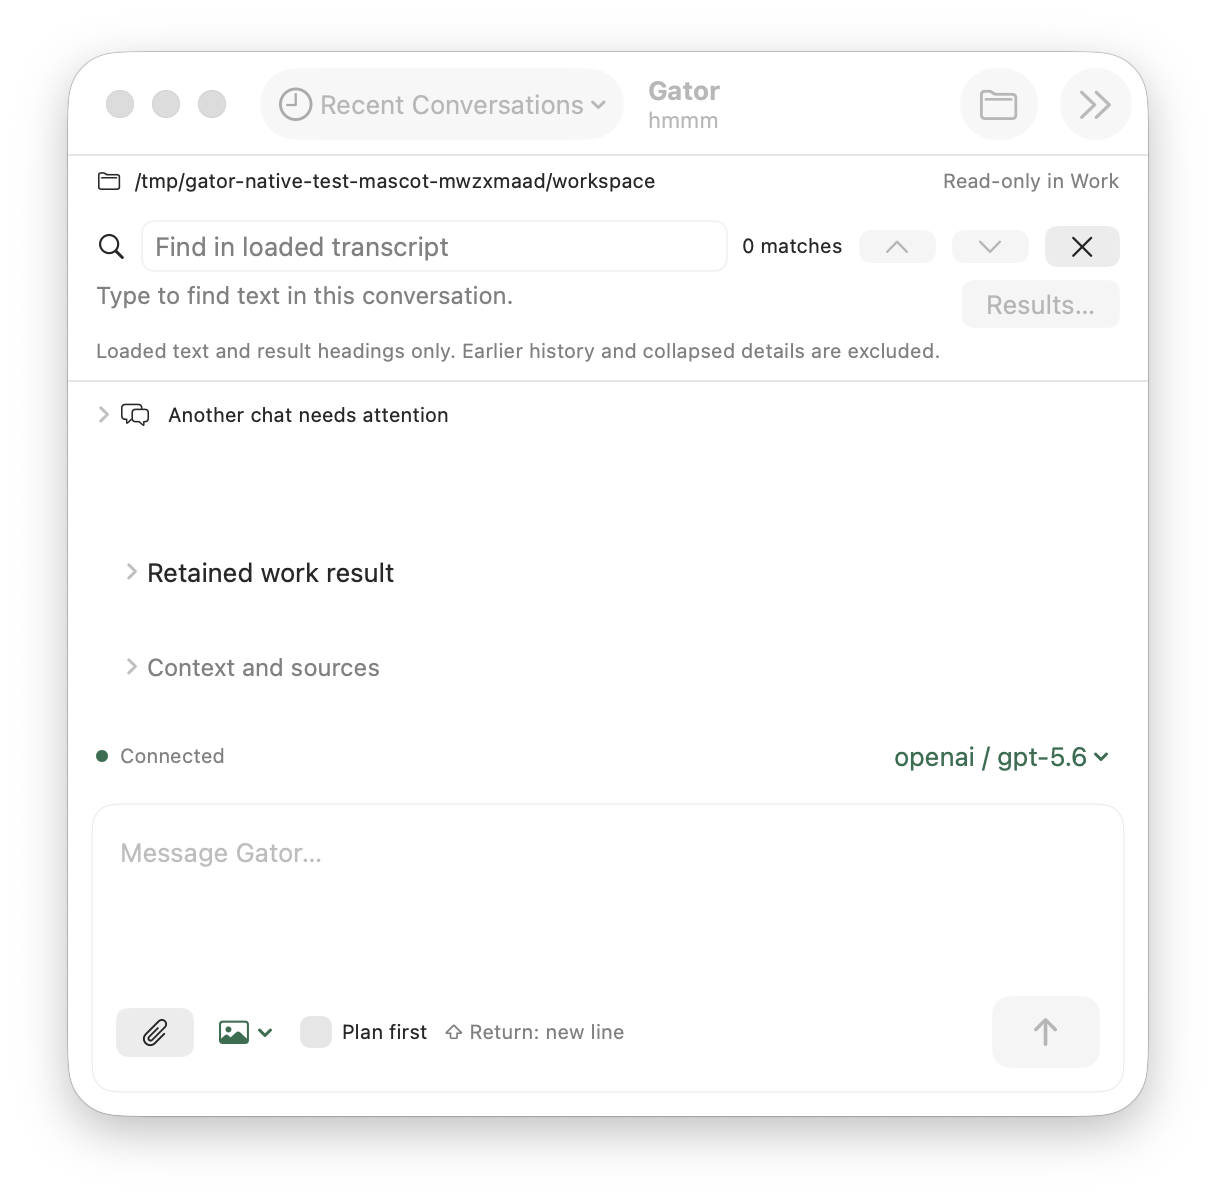 Recent Conversations
Gator
hmmm
/tmp/gator-native-test-mascot-mwzxmaad/workspace
Read-only in Work
Find in loaded transcript
0 matches
Type to find text in this conversation.
Results...
Loaded text and result headings only. Earlier history and collapsed details are excluded.
Another chat needs attention
Retained work result
Context and sources
Connected
openai / gpt-5.6
Message Gator...
Plan first
Return: new line